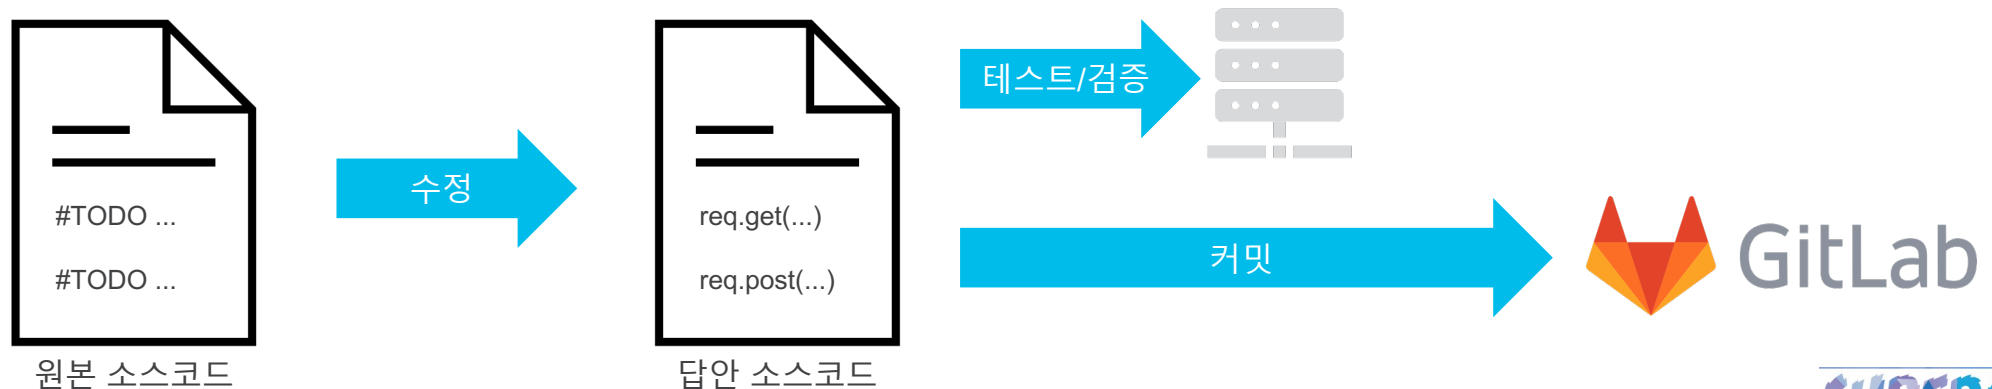 #TODO ...
#TODO ...
원본 소스코드
수정
req.get(...)
req.post(...)
답안 소스코드
테스트/검증
커밋
GitLab